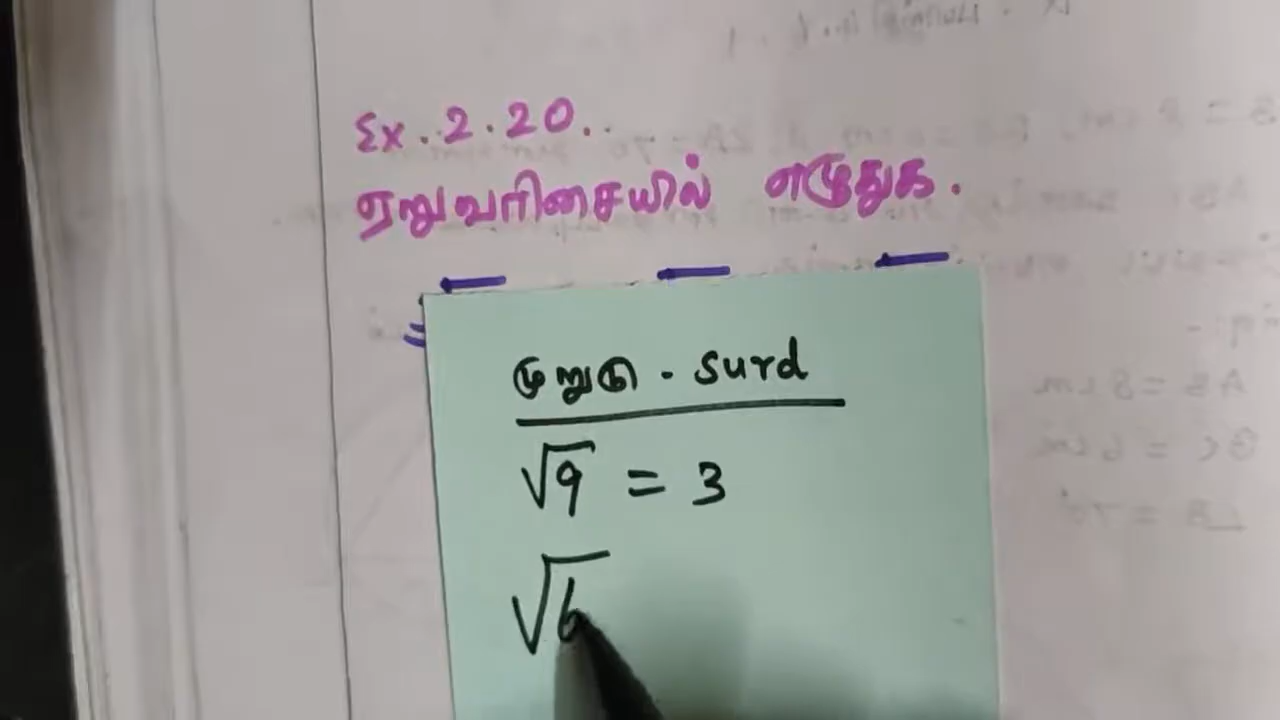 Ex.2.20..
ஏறுவரிசையில் எழுதுக.
முறுடு - surd
√9 = 3
√6